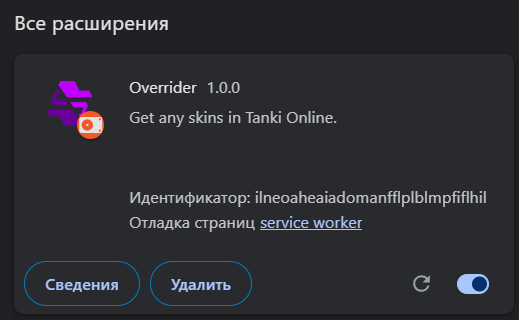 Все расширения
Overrider 1.0.0
Get any skins in Tanki Online.
Идентификатор: ilneoaheaiadomanfflplblmpfiflhil
Отладка страниц service worker
Сведения
Удалить